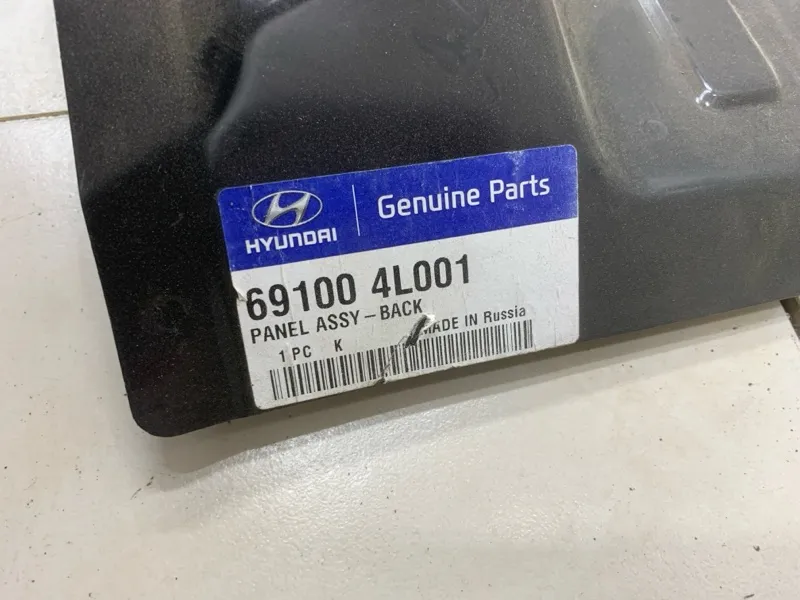 HYUNDAI | Genuine Parts
69100 4L001
PANEL ASSY-BACK
1 PC K MADE IN Russia